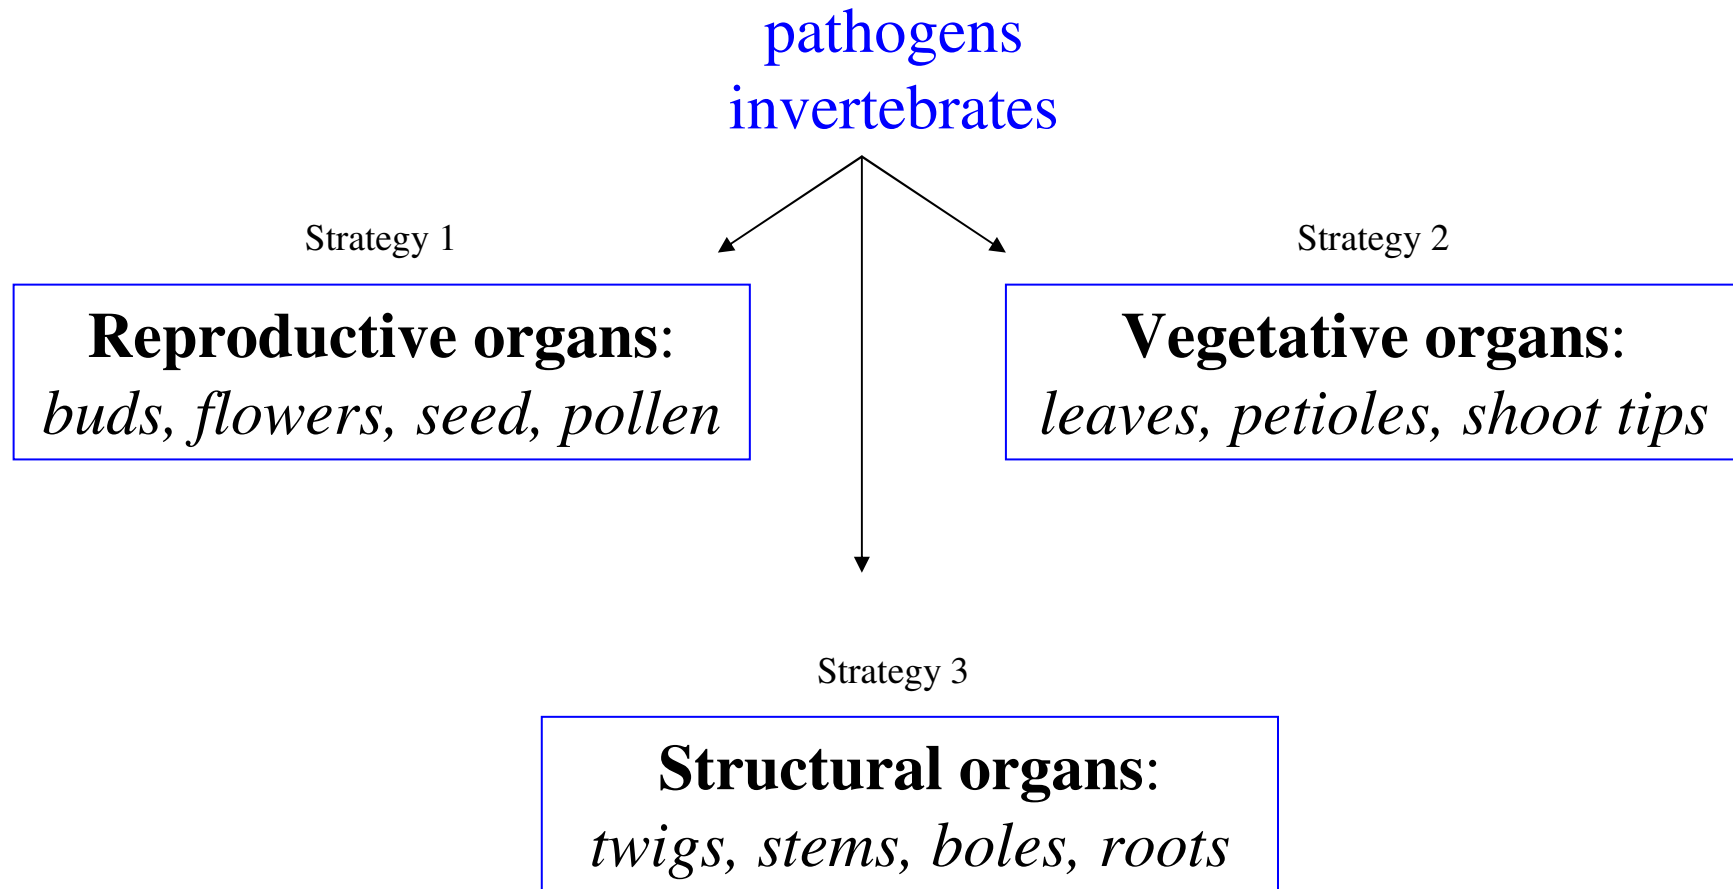 pathogens
invertebrates
Strategy 1
Strategy 2
Reproductive organs:
buds, flowers, seed, pollen
Vegetative organs:
leaves, petioles, shoot tips
Strategy 3
Structural organs:
twigs, stems, boles, roots